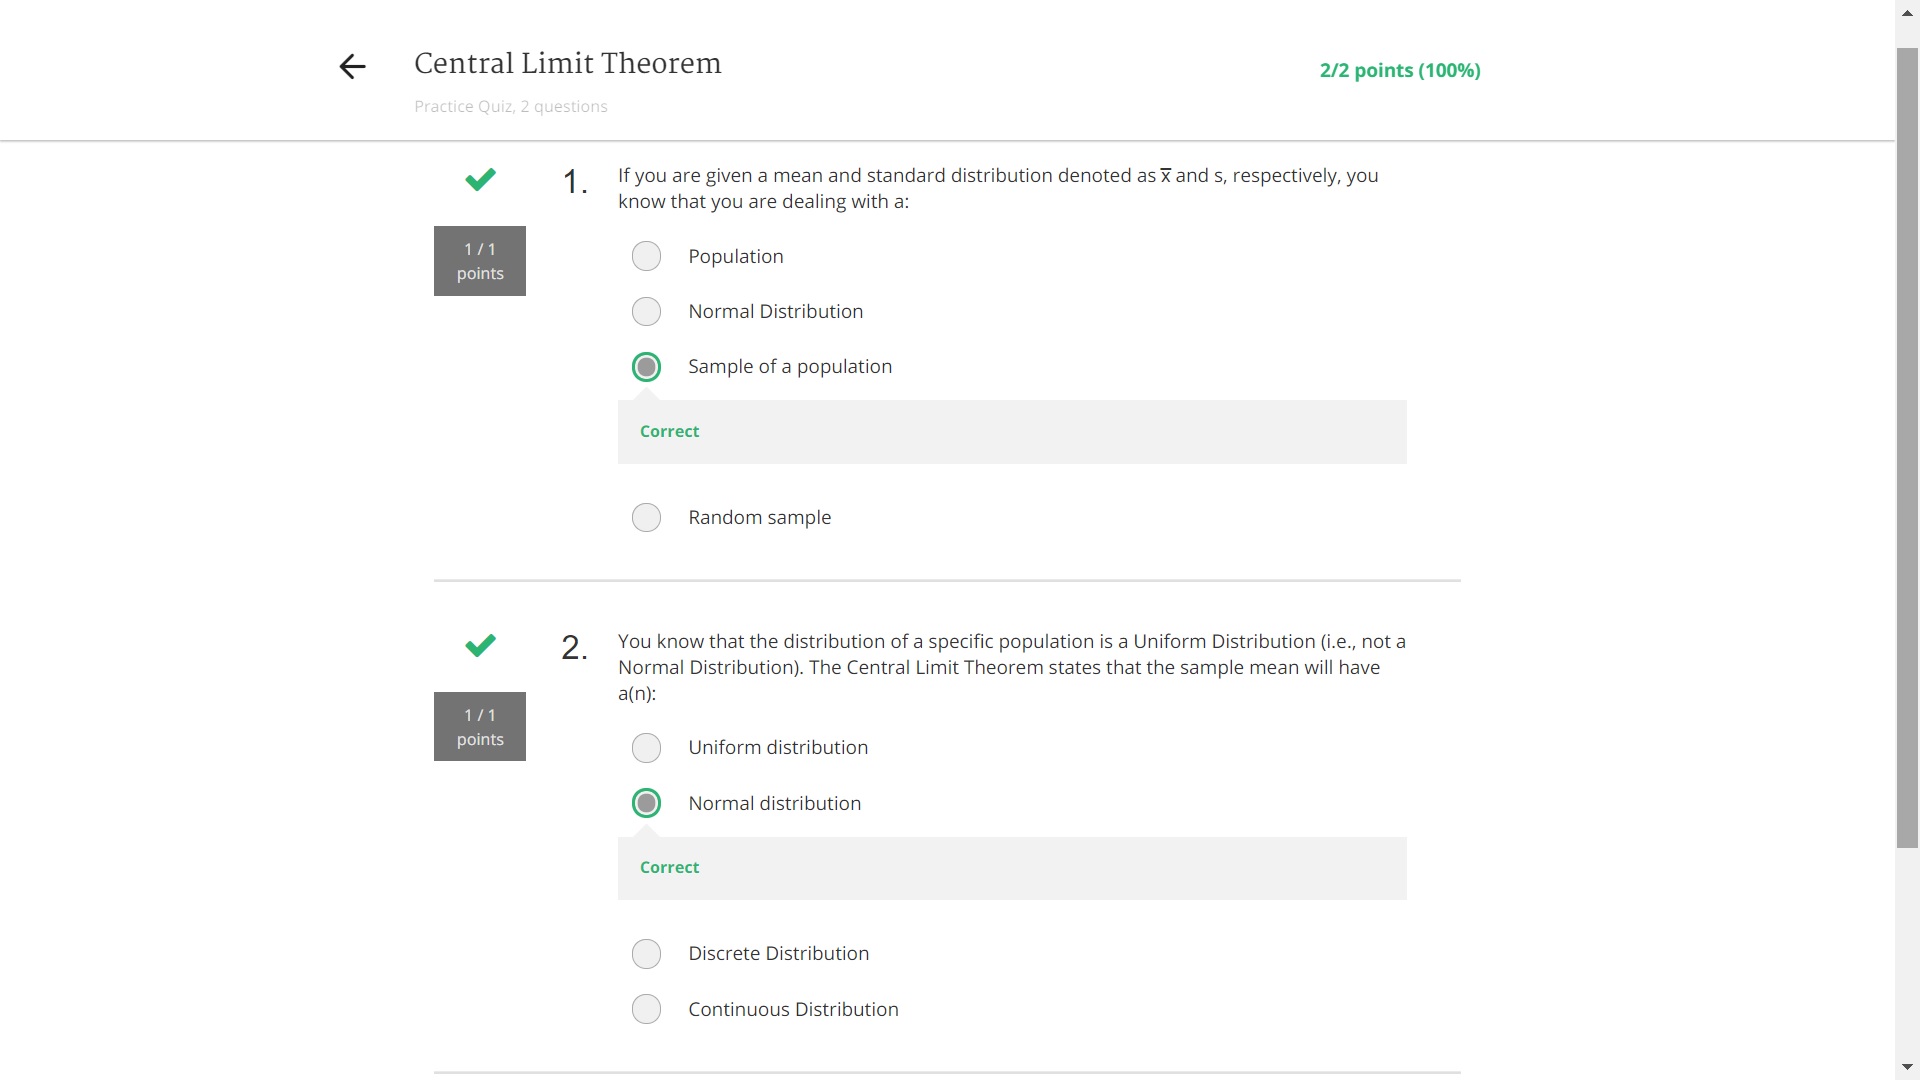 Central Limit Theorem
2/2 points (100%)
Practice Quiz, 2 questions
1.
If you are given a mean and standard distribution denoted as x̅ and s, respectively, you
know that you are dealing with a:
1 / 1
points
Population
Normal Distribution
Sample of a population
Correct
Random sample
2.
You know that the distribution of a specific population is a Uniform Distribution (i.e., not a
Normal Distribution). The Central Limit Theorem states that the sample mean will have
a(n):
1 / 1
points
Uniform distribution
Normal distribution
Correct
Discrete Distribution
Continuous Distribution